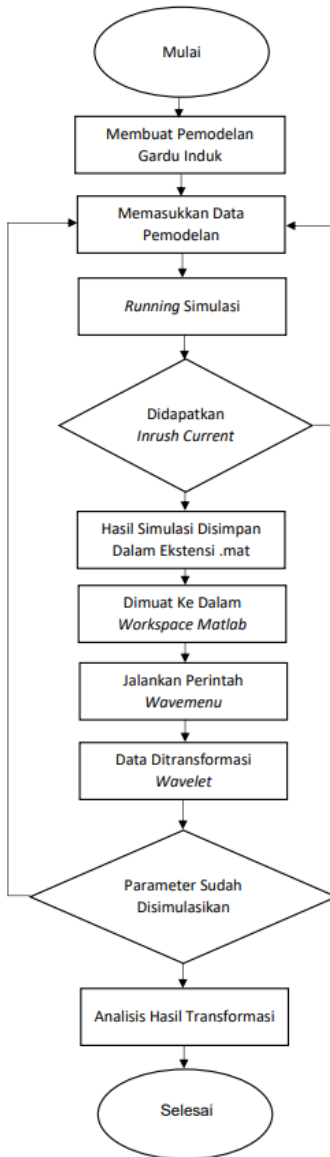 Mulai
Membuat Pemodelan
Gardu Induk
Memasukkan Data
Pemodelan
Running Simulasi
Didapatkan
Inrush Current
Hasil Simulasi Disimpan
Dalam Ekstensi .mat
Dimuat Ke Dalam
Workspace Matlab
Jalankan Perintah
Wavemenu
Data Ditransformasi
Wavelet
Parameter Sudah
Disimulasikan
Analisis Hasil Transformasi
Selesai